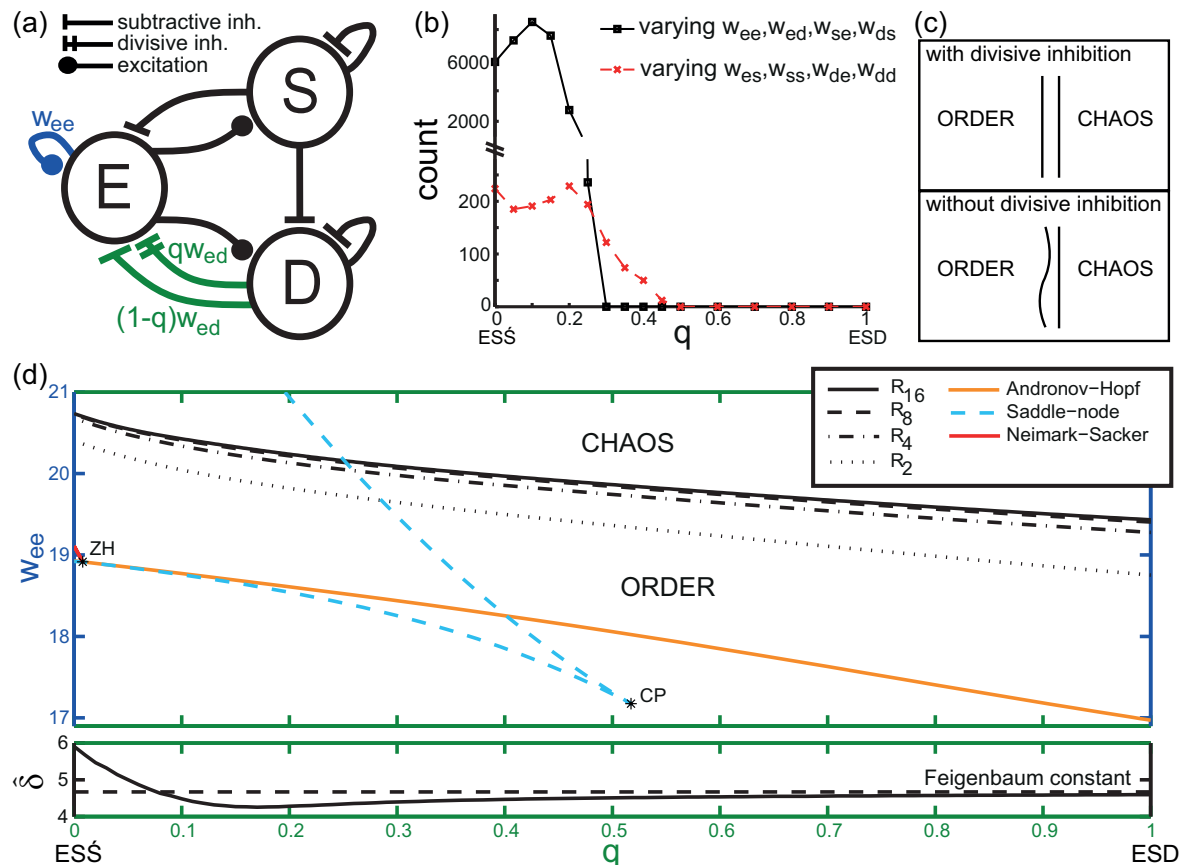 (a)
subtractive inh.
divisive inh.
excitation
w_ee
E
S
D
qw_ed
(1-q)w_ed
(b)
varying w_ee,w_ed,w_se,w_ds
varying w_es,w_ss,w_de,w_dd
count
6000
2000
200
100
0
0 0.2 0.4 0.6 0.8 1
ESŚ q ESD
(c)
with divisive inhibition
ORDER CHAOS
without divisive inhibition
ORDER CHAOS
(d)
R_16 Andronov-Hopf
R_8 Saddle-node
R_4 Neimark-Sacker
R_2
21
20
19
18
17
w_ee
CHAOS
ORDER
ZH
CP
6
5
4
δ̂
Feigenbaum constant
0 0.1 0.2 0.3 0.4 0.5 0.6 0.7 0.8 0.9 1
ESŚ q ESD